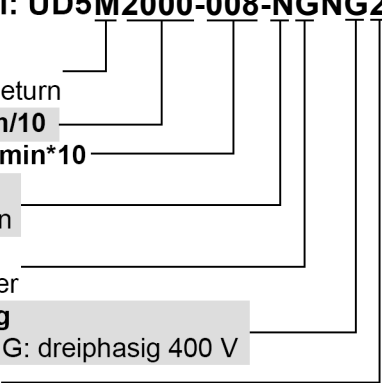 UD5M2000-008-NGNG2
eturn
n/10
min*10
n
er
g
G: dreiphasig 400 V